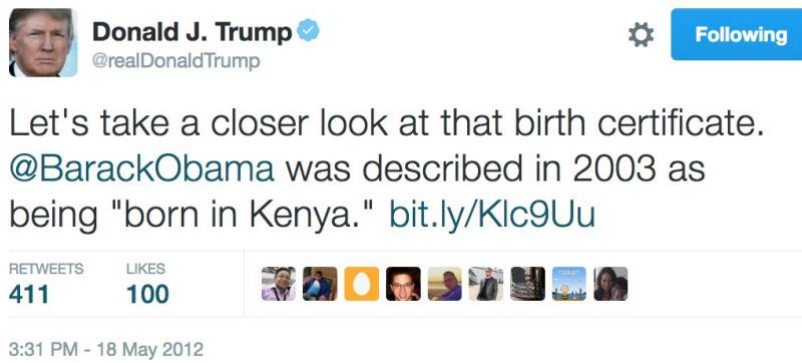 Donald J. Trump
Following
@realDonaldTrump
Let's take a closer look at that birth certificate.
@BarackObama was described in 2003 as
being "born in Kenya." bit.ly/Klc9Uu
RETWEETS LIKES
411 100
3:31 PM - 18 May 2012